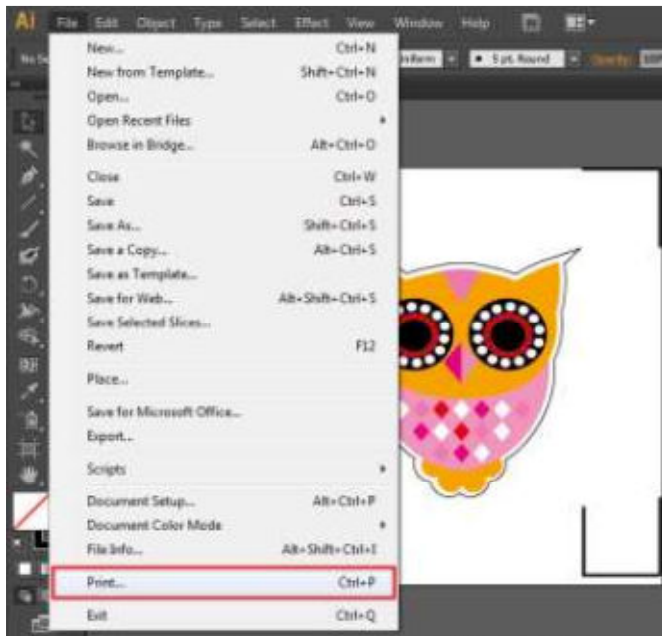 Ai File Edit Object Type Select Effect View Window Help
5 pt. Round Opacity:
New... Ctrl+N
New from Template... Shift+Ctrl+N
Open... Ctrl+O
Open Recent Files
Browse in Bridge... Alt+Ctrl+O
Close Ctrl+W
Save Ctrl+S
Save As... Shift+Ctrl+S
Save a Copy... Alt+Ctrl+S
Save as Template...
Save for Web... Alt+Shift+Ctrl+S
Save Selected Slices...
Revert F12
Place...
Save for Microsoft Office...
Export...
Scripts
Document Setup... Alt+Ctrl+P
Document Color Mode
File Info... Alt+Shift+Ctrl+I
Print... Ctrl+P
Exit Ctrl+Q